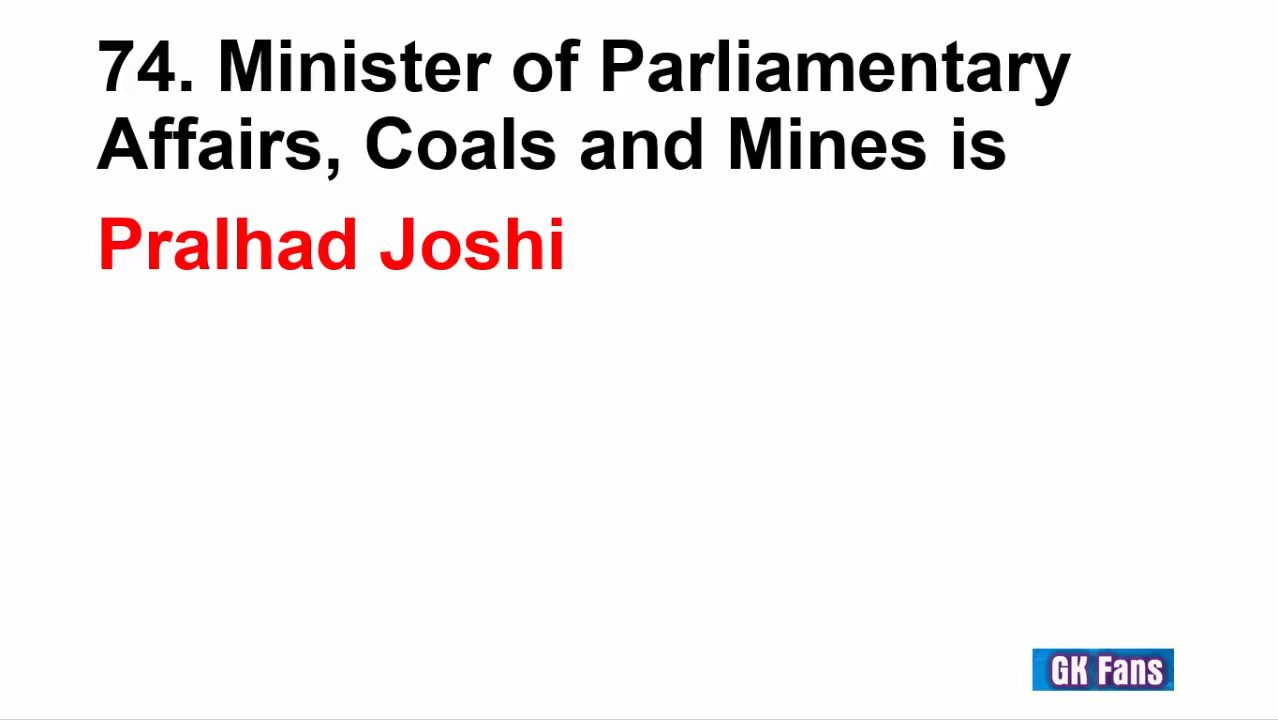 74. Minister of Parliamentary
Affairs, Coals and Mines is
Pralhad Joshi
GK Fans